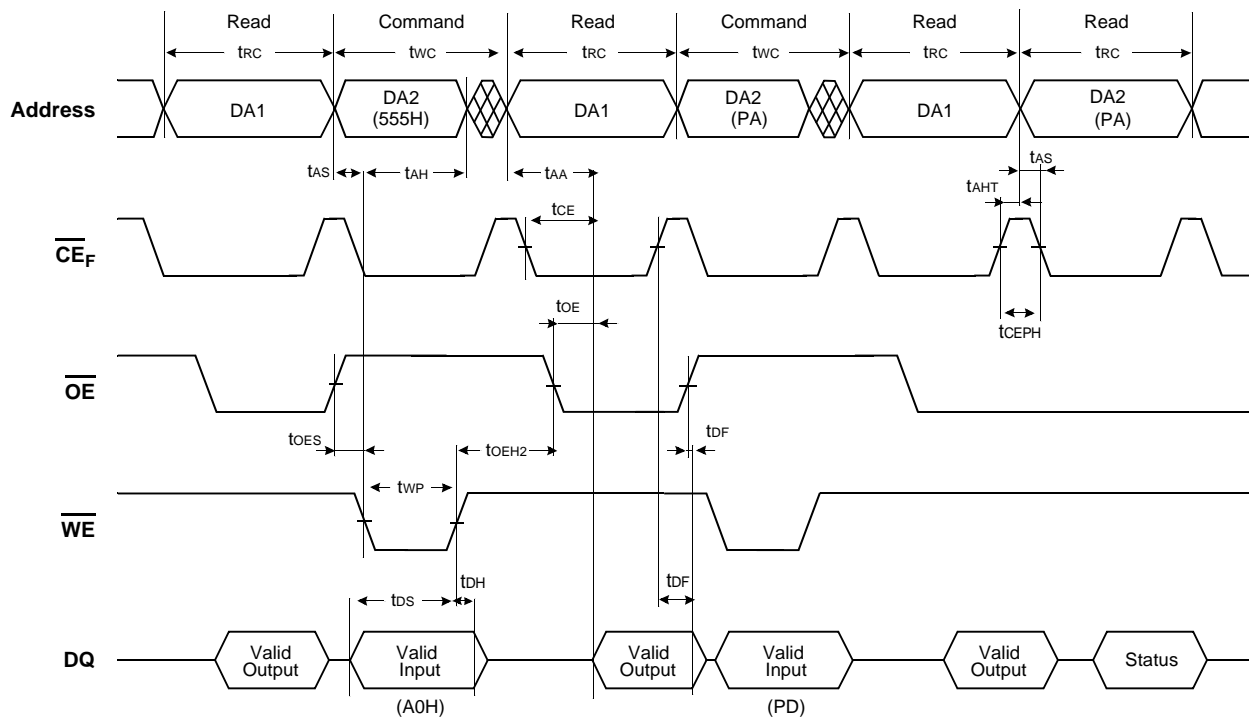 Read Command Read Command Read Read
tRC tWC tRC tWC tRC tRC
Address DA1 DA2 DA1 DA2 DA1 DA2
(555H) (PA) (PA)
tAS tAH tAA tAS
tAHT
tCE
CEF
tOE
tCEPH
OE
tOES tOEH2 tDF
tWP
WE
tDH tDF
tDS
DQ Valid Output Valid Input Valid Output Valid Input Valid Output Status
(A0H) (PD)